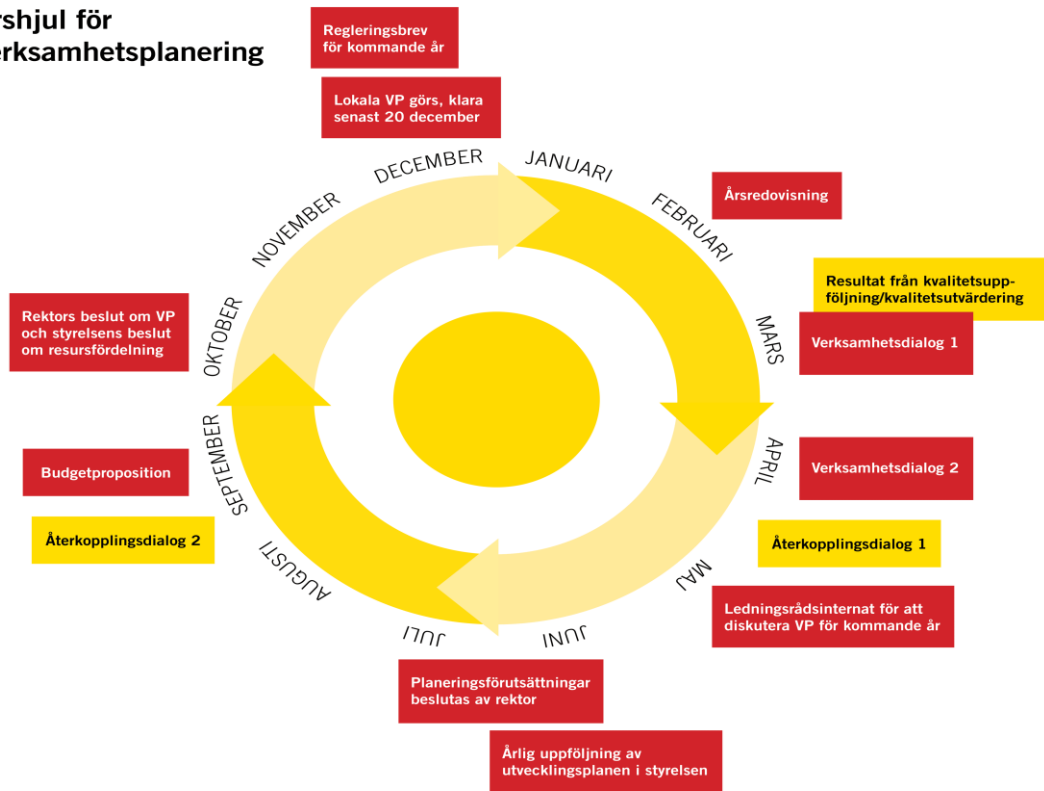 rshjul för
erksamhetsplanering
Regleringsbrev
för kommande år
Lokala VP görs, klara
senast 20 december
DECEMBER
JANUARI
FEBRUARI
Årsredovisning
NOVEMBER
Resultat från kvalitetsupp-
följning/kvalitetsutvärdering
MARS
Verksamhetsdialog 1
Rektors beslut om VP
och styrelsens beslut
om resursfördelning
OKTOBER
SEPTEMBER
APRIL
Verksamhetsdialog 2
Budgetproposition
Återkopplingsdialog 2
Återkopplingsdialog 1
AUGUSTI
MAJ
Ledningsrådsinternat för att
diskutera VP för kommande år
JULI
JUNI
Planeringsförutsättningar
beslutas av rektor
Årlig uppföljning av
utvecklingsplanen i styrelsen